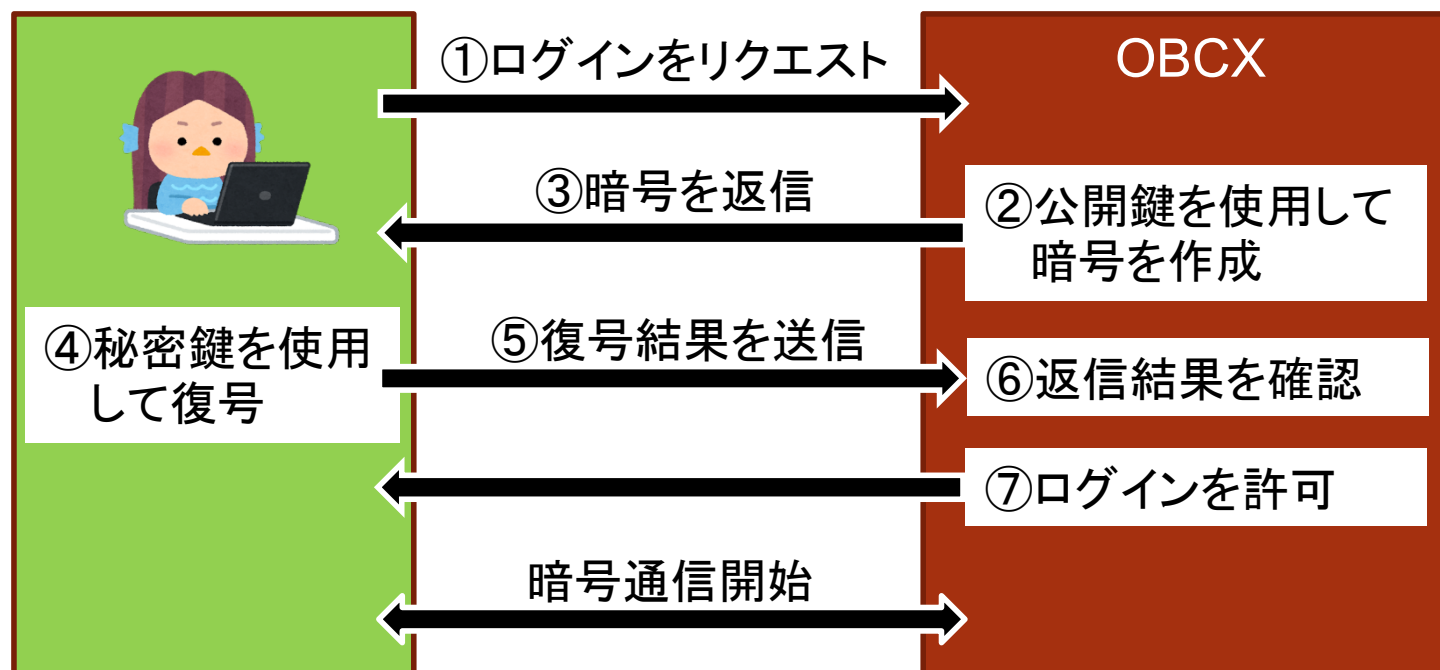 ①ログインをリクエスト
OBCX
③暗号を返信
②公開鍵を使用して
暗号を作成
④秘密鍵を使用
して復号
⑤復号結果を送信
⑥返信結果を確認
⑦ログインを許可
暗号通信開始